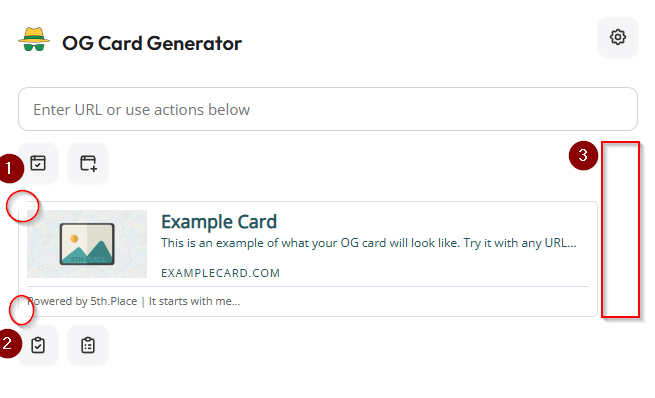 OG Card Generator
Enter URL or use actions below
1
3
5TH PLACE
Example Card
This is an example of what your OG card will look like. Try it with any URL...
EXAMPLECARD.COM
Powered by 5th.Place | It starts with me...
2